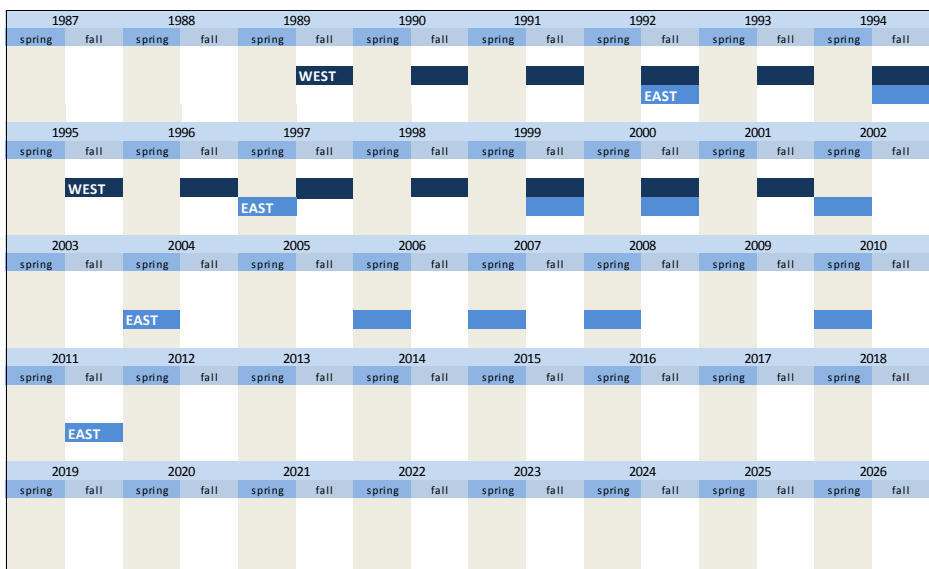 1987 1988 1989 1990 1991 1992 1993 1994
spring fall spring fall spring fall spring fall spring fall spring fall spring fall spring fall
WEST
EAST
1995 1996 1997 1998 1999 2000 2001 2002
spring fall spring fall spring fall spring fall spring fall spring fall spring fall spring fall
WEST
EAST
2003 2004 2005 2006 2007 2008 2009 2010
spring fall spring fall spring fall spring fall spring fall spring fall spring fall spring fall
EAST
2011 2012 2013 2014 2015 2016 2017 2018
spring fall spring fall spring fall spring fall spring fall spring fall spring fall spring fall
EAST
2019 2020 2021 2022 2023 2024 2025 2026
spring fall spring fall spring fall spring fall spring fall spring fall spring fall spring fall